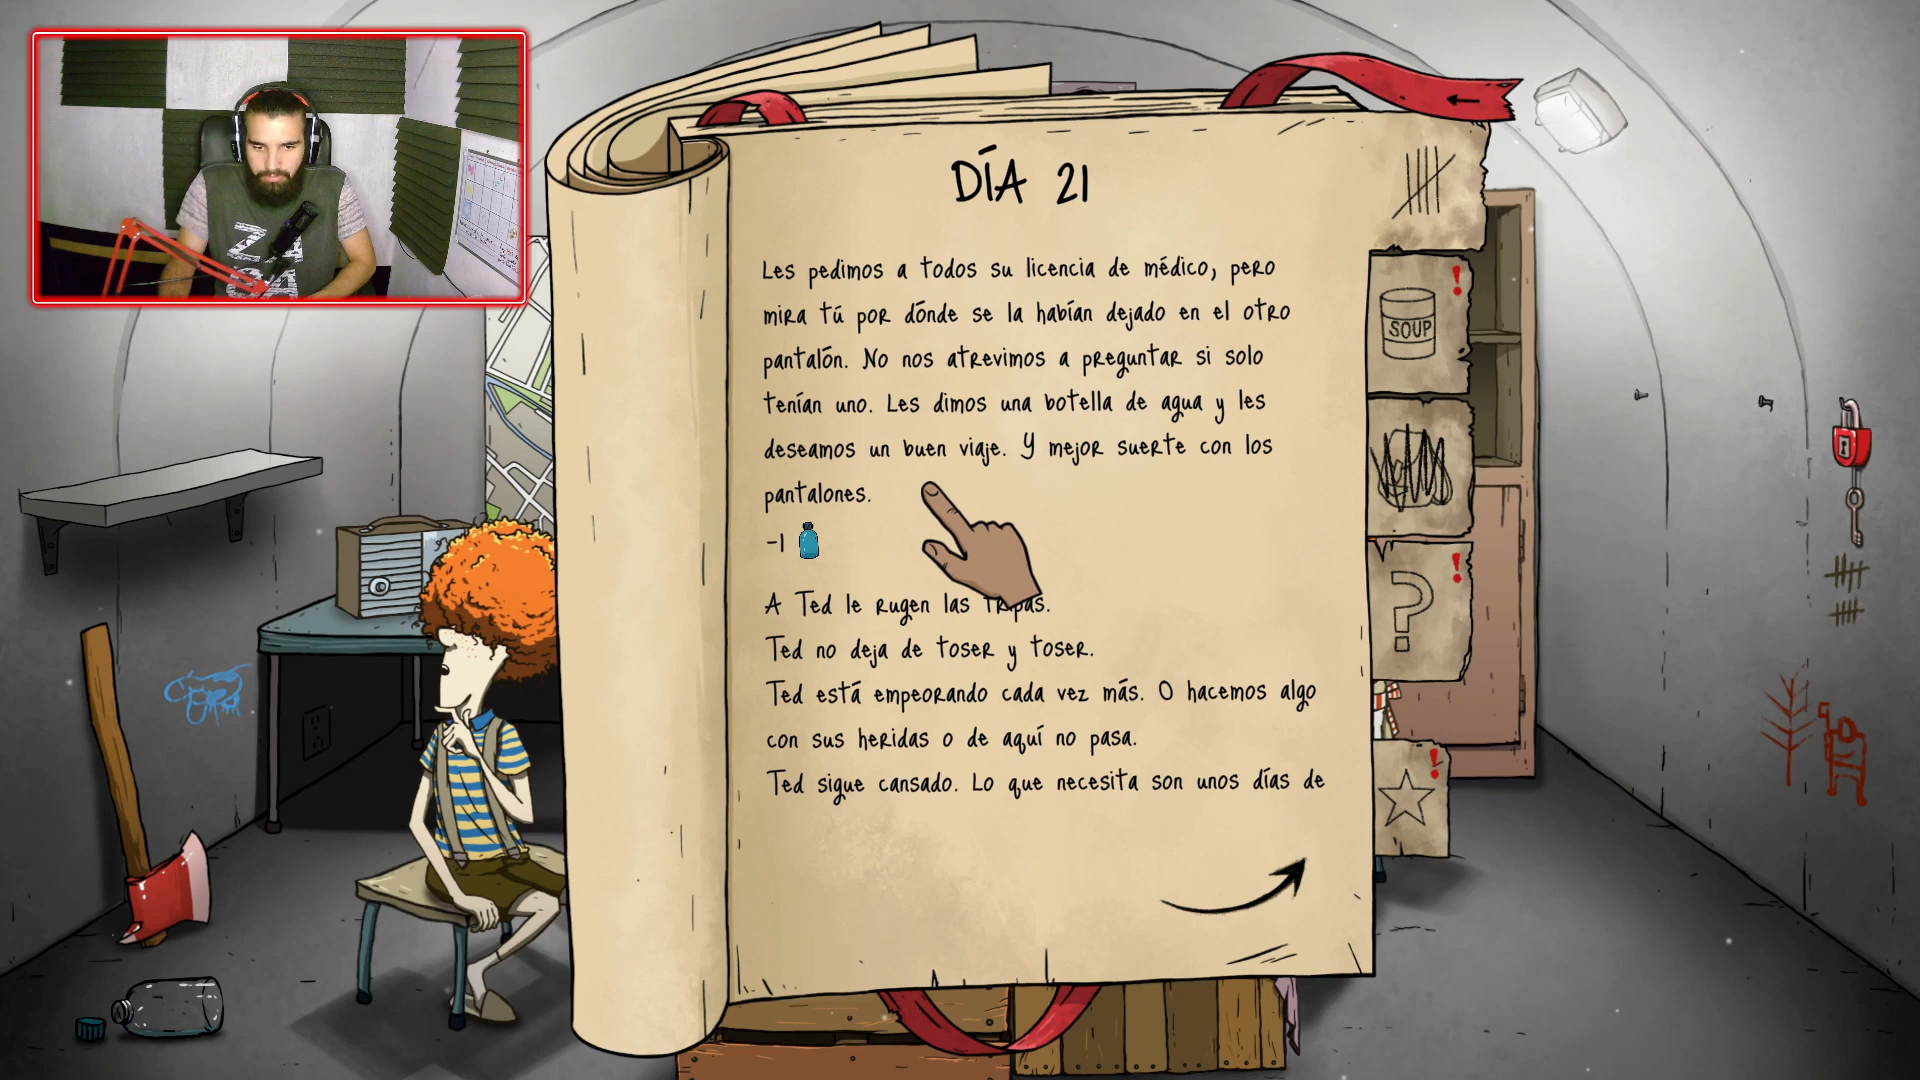 DÍA 21
Les pedimos a todos su licencia de médico, pero
mira tú por dónde se la habían dejado en el otro
pantalón. No nos atrevimos a preguntar si solo
tenían uno. Les dimos una botella de agua y les
deseamos un buen viaje. Y mejor suerte con los
pantalones.
-1
A Ted le rugen las tripas.
Ted no deja de toser y toser.
Ted está empeorando cada vez más. O hacemos algo
con sus heridas o de aquí no pasa.
Ted sigue cansado. Lo que necesita son unos días de
SOUP
!
?
!
!